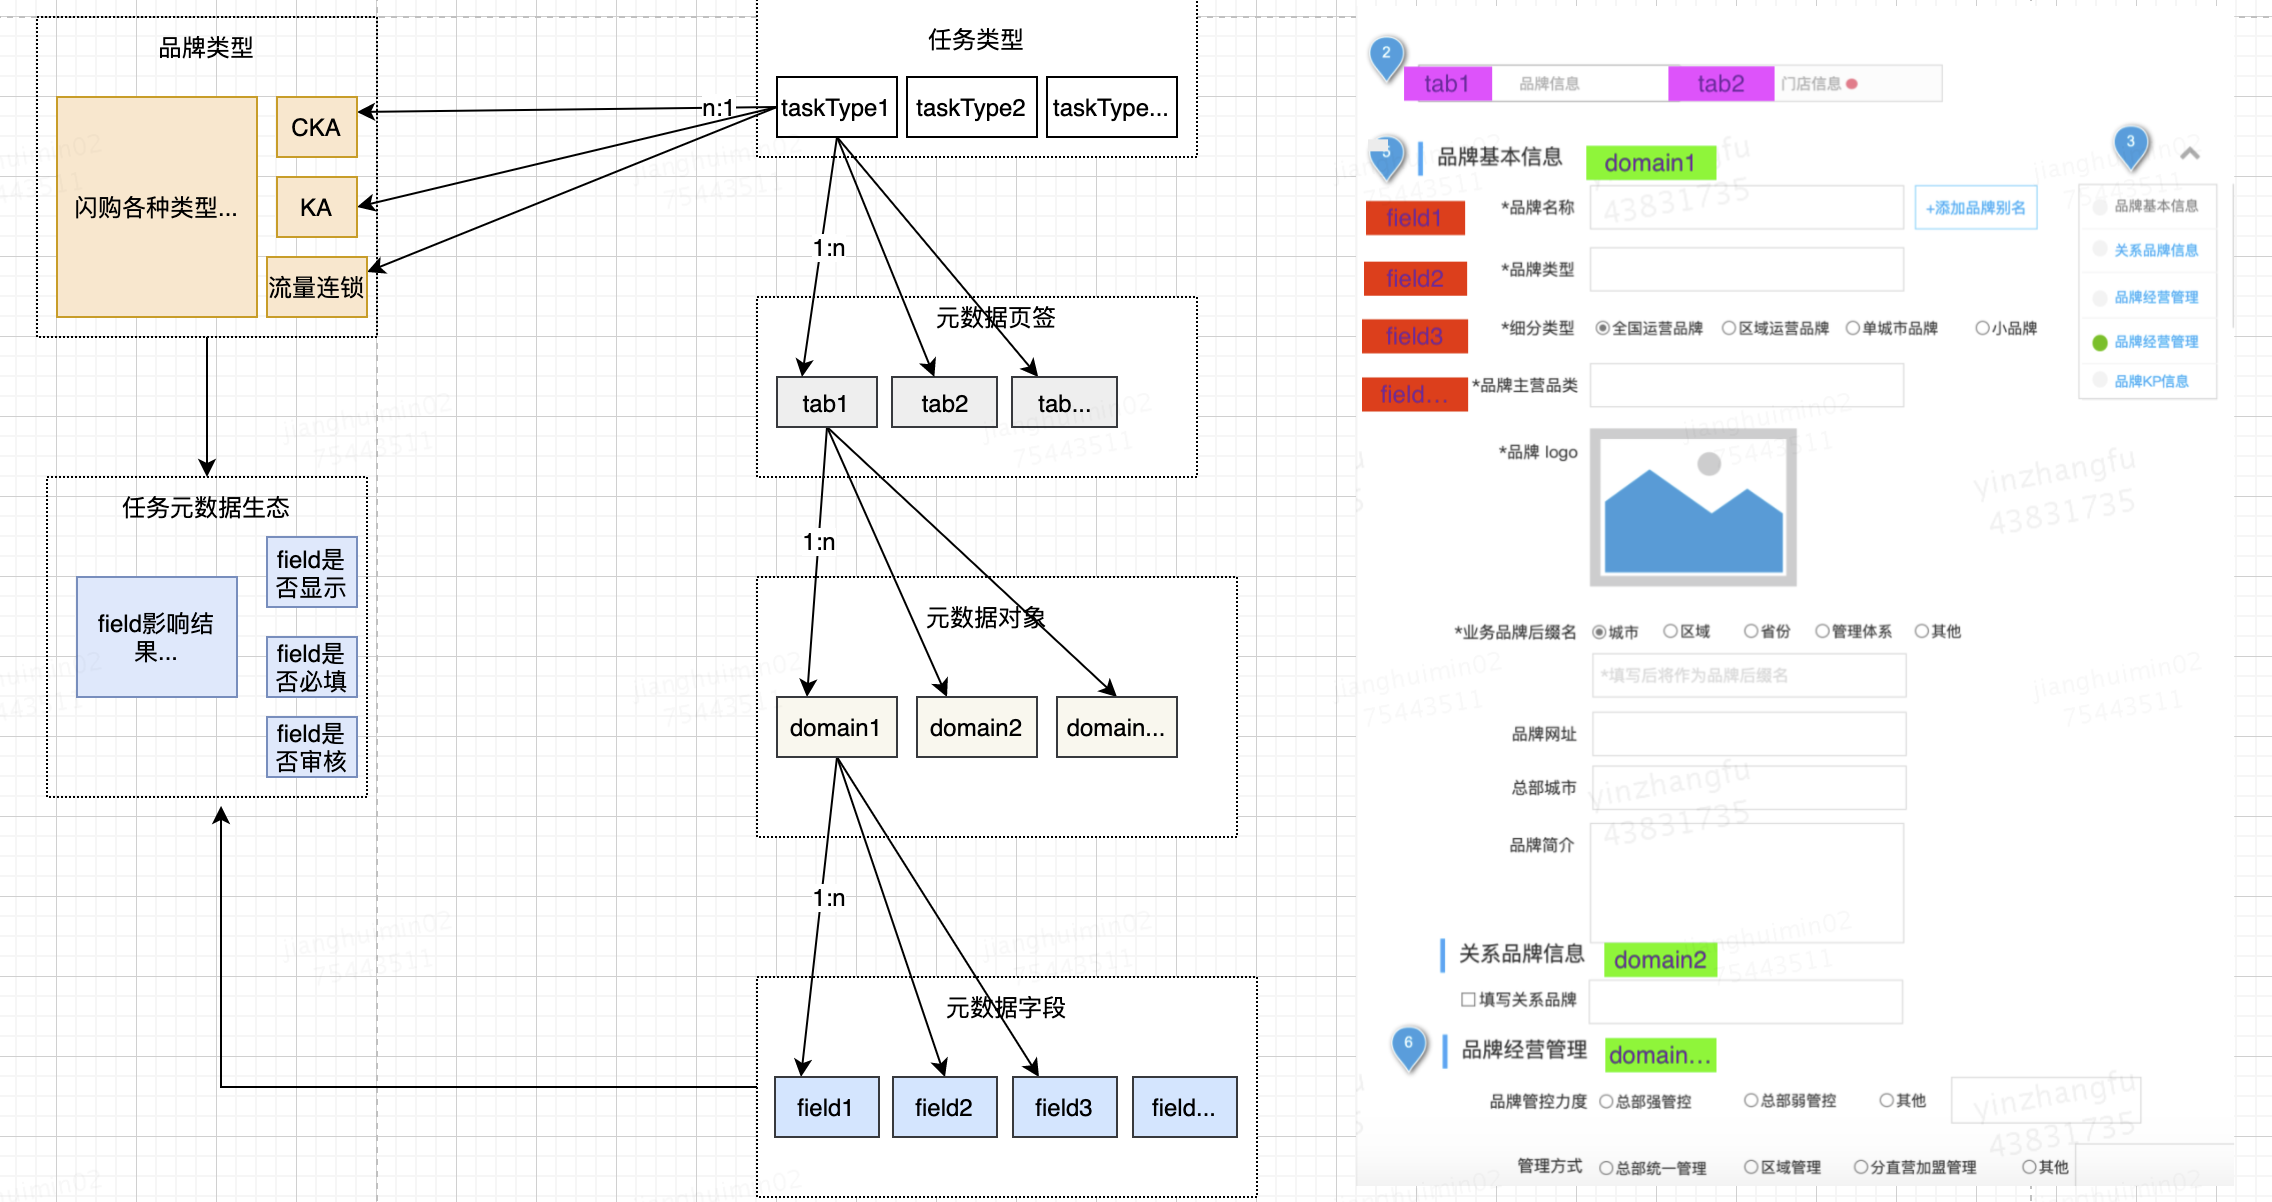 品牌类型
闪购各种类型...
CKA
KA
流量连锁
任务元数据生态
field影响结
果...
field是
否显示
field是
否必填
field是
否审核
任务类型
taskType1
taskType2
taskType...
n:1
1:n
元数据页签
tab1
tab2
tab...
1:n
元数据对象
domain1
domain2
domain...
1:n
元数据字段
field1
field2
field3
field...
2
tab1
品牌信息
tab2
门店信息
5
品牌基本信息
domain1
3
field1
*品牌名称
+添加品牌别名
品牌基本信息
关系品牌信息
品牌经营管理
品牌经营管理
品牌KP信息
field2
*品牌类型
field3
*细分类型
全国运营品牌
区域运营品牌
单城市品牌
小品牌
field...
*品牌主营品类
*品牌 logo
*业务品牌后缀名
城市
区域
省份
管理体系
其他
*填写后将作为品牌后缀名
品牌网址
总部城市
品牌简介
关系品牌信息
domain2
填写关系品牌
6
品牌经营管理
domain...
品牌管控力度
总部强管控
总部弱管控
其他
管理方式
总部统一管理
区域管理
分直营加盟管理
其他
jianghuimin02
75443511
yinzhangfu
43831735